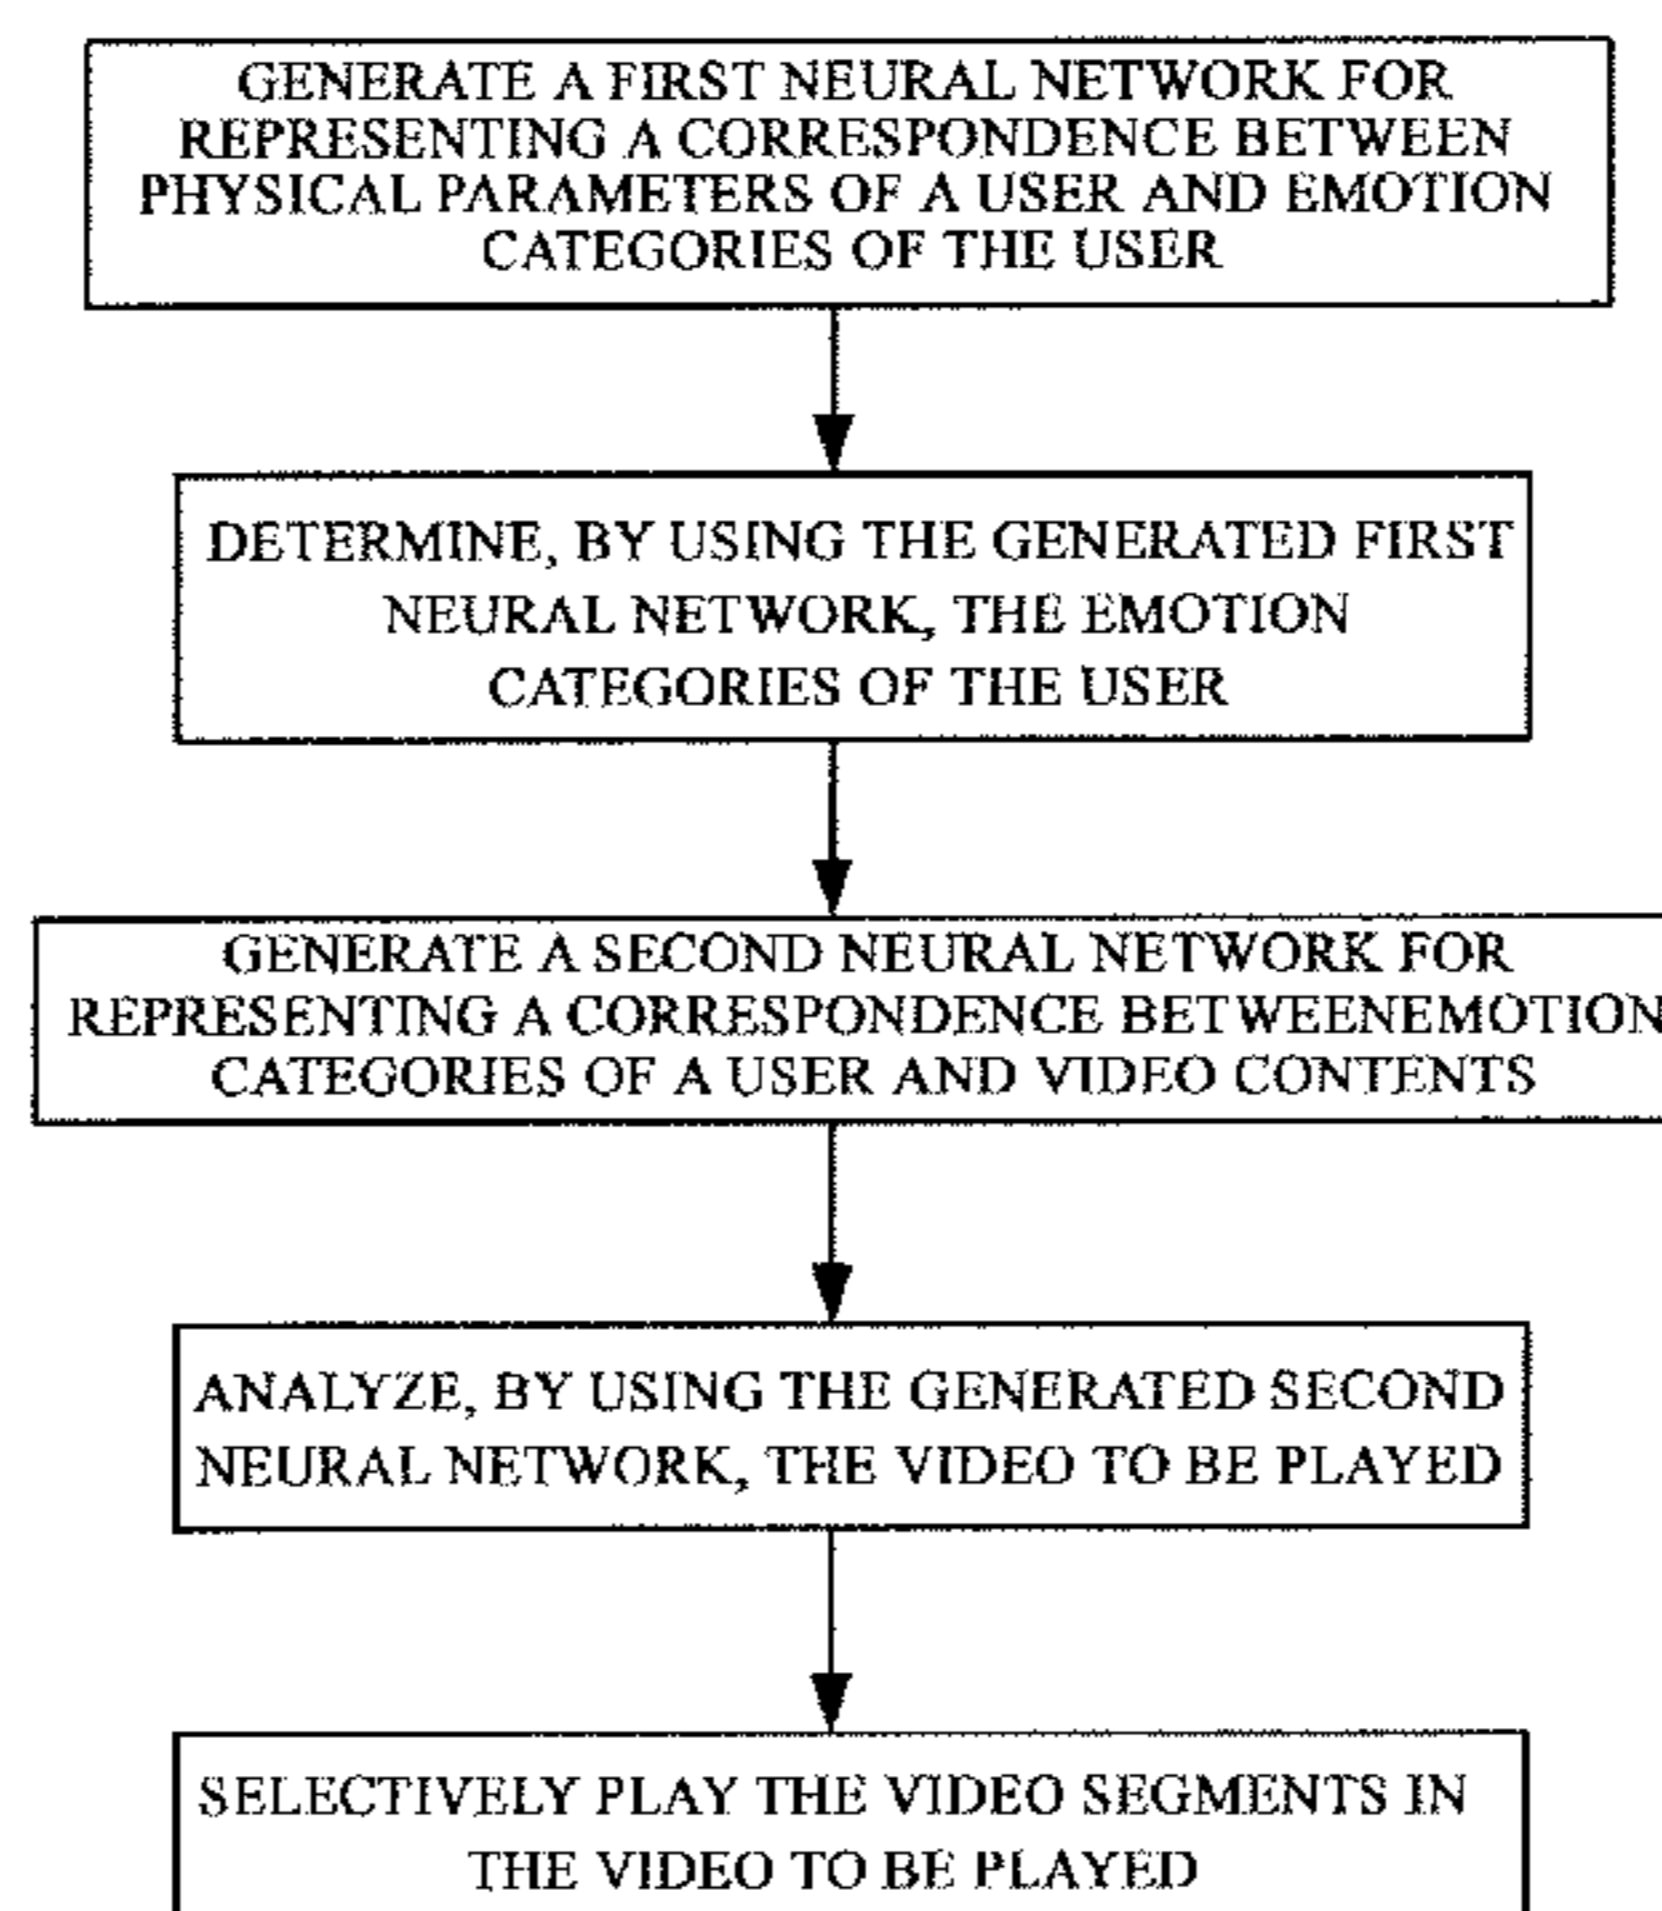 GENERATE A FIRST NEURAL NETWORK FOR
REPRESENTING A CORRESPONDENCE BETWEEN
PHYSICAL PARAMETERS OF A USER AND EMOTION
CATEGORIES OF THE USER
DETERMINE, BY USING THE GENERATED FIRST
NEURAL NETWORK, THE EMOTION
CATEGORIES OF THE USER
GENERATE A SECOND NEURAL NETWORK FOR
REPRESENTING A CORRESPONDENCE BETWEENEMOTION
CATEGORIES OF A USER AND VIDEO CONTENTS
ANALYZE, BY USING THE GENERATED SECOND
NEURAL NETWORK, THE VIDEO TO BE PLAYED
SELECTIVELY PLAY THE VIDEO SEGMENTS IN
THE VIDEO TO BE PLAYED